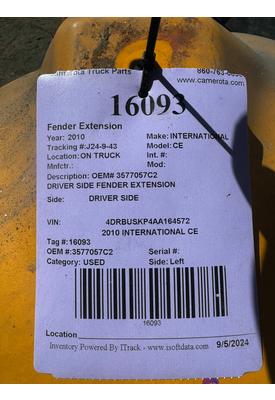 Truck Parts
www.camerota.com
16093
Fender Extension
Year: 2010 Make: INTERNATIONAL
Tracking #:J24-9-43 Model: CE
Location: ON TRUCK Int. #:
Mnfctr.: Mod:
Description: OEM# 3577057C2
DRIVER SIDE FENDER EXTENSION
Side: DRIVER SIDE
VIN: 4DRBUSKP4AA164572
2010 INTERNATIONAL CE
Tag #:16093
OEM #:3577057C2 Serial #:
Category: USED Side: Left
16093
Location
Inventory Powered By ITrack - www.isoftdata.com 9/5/2024